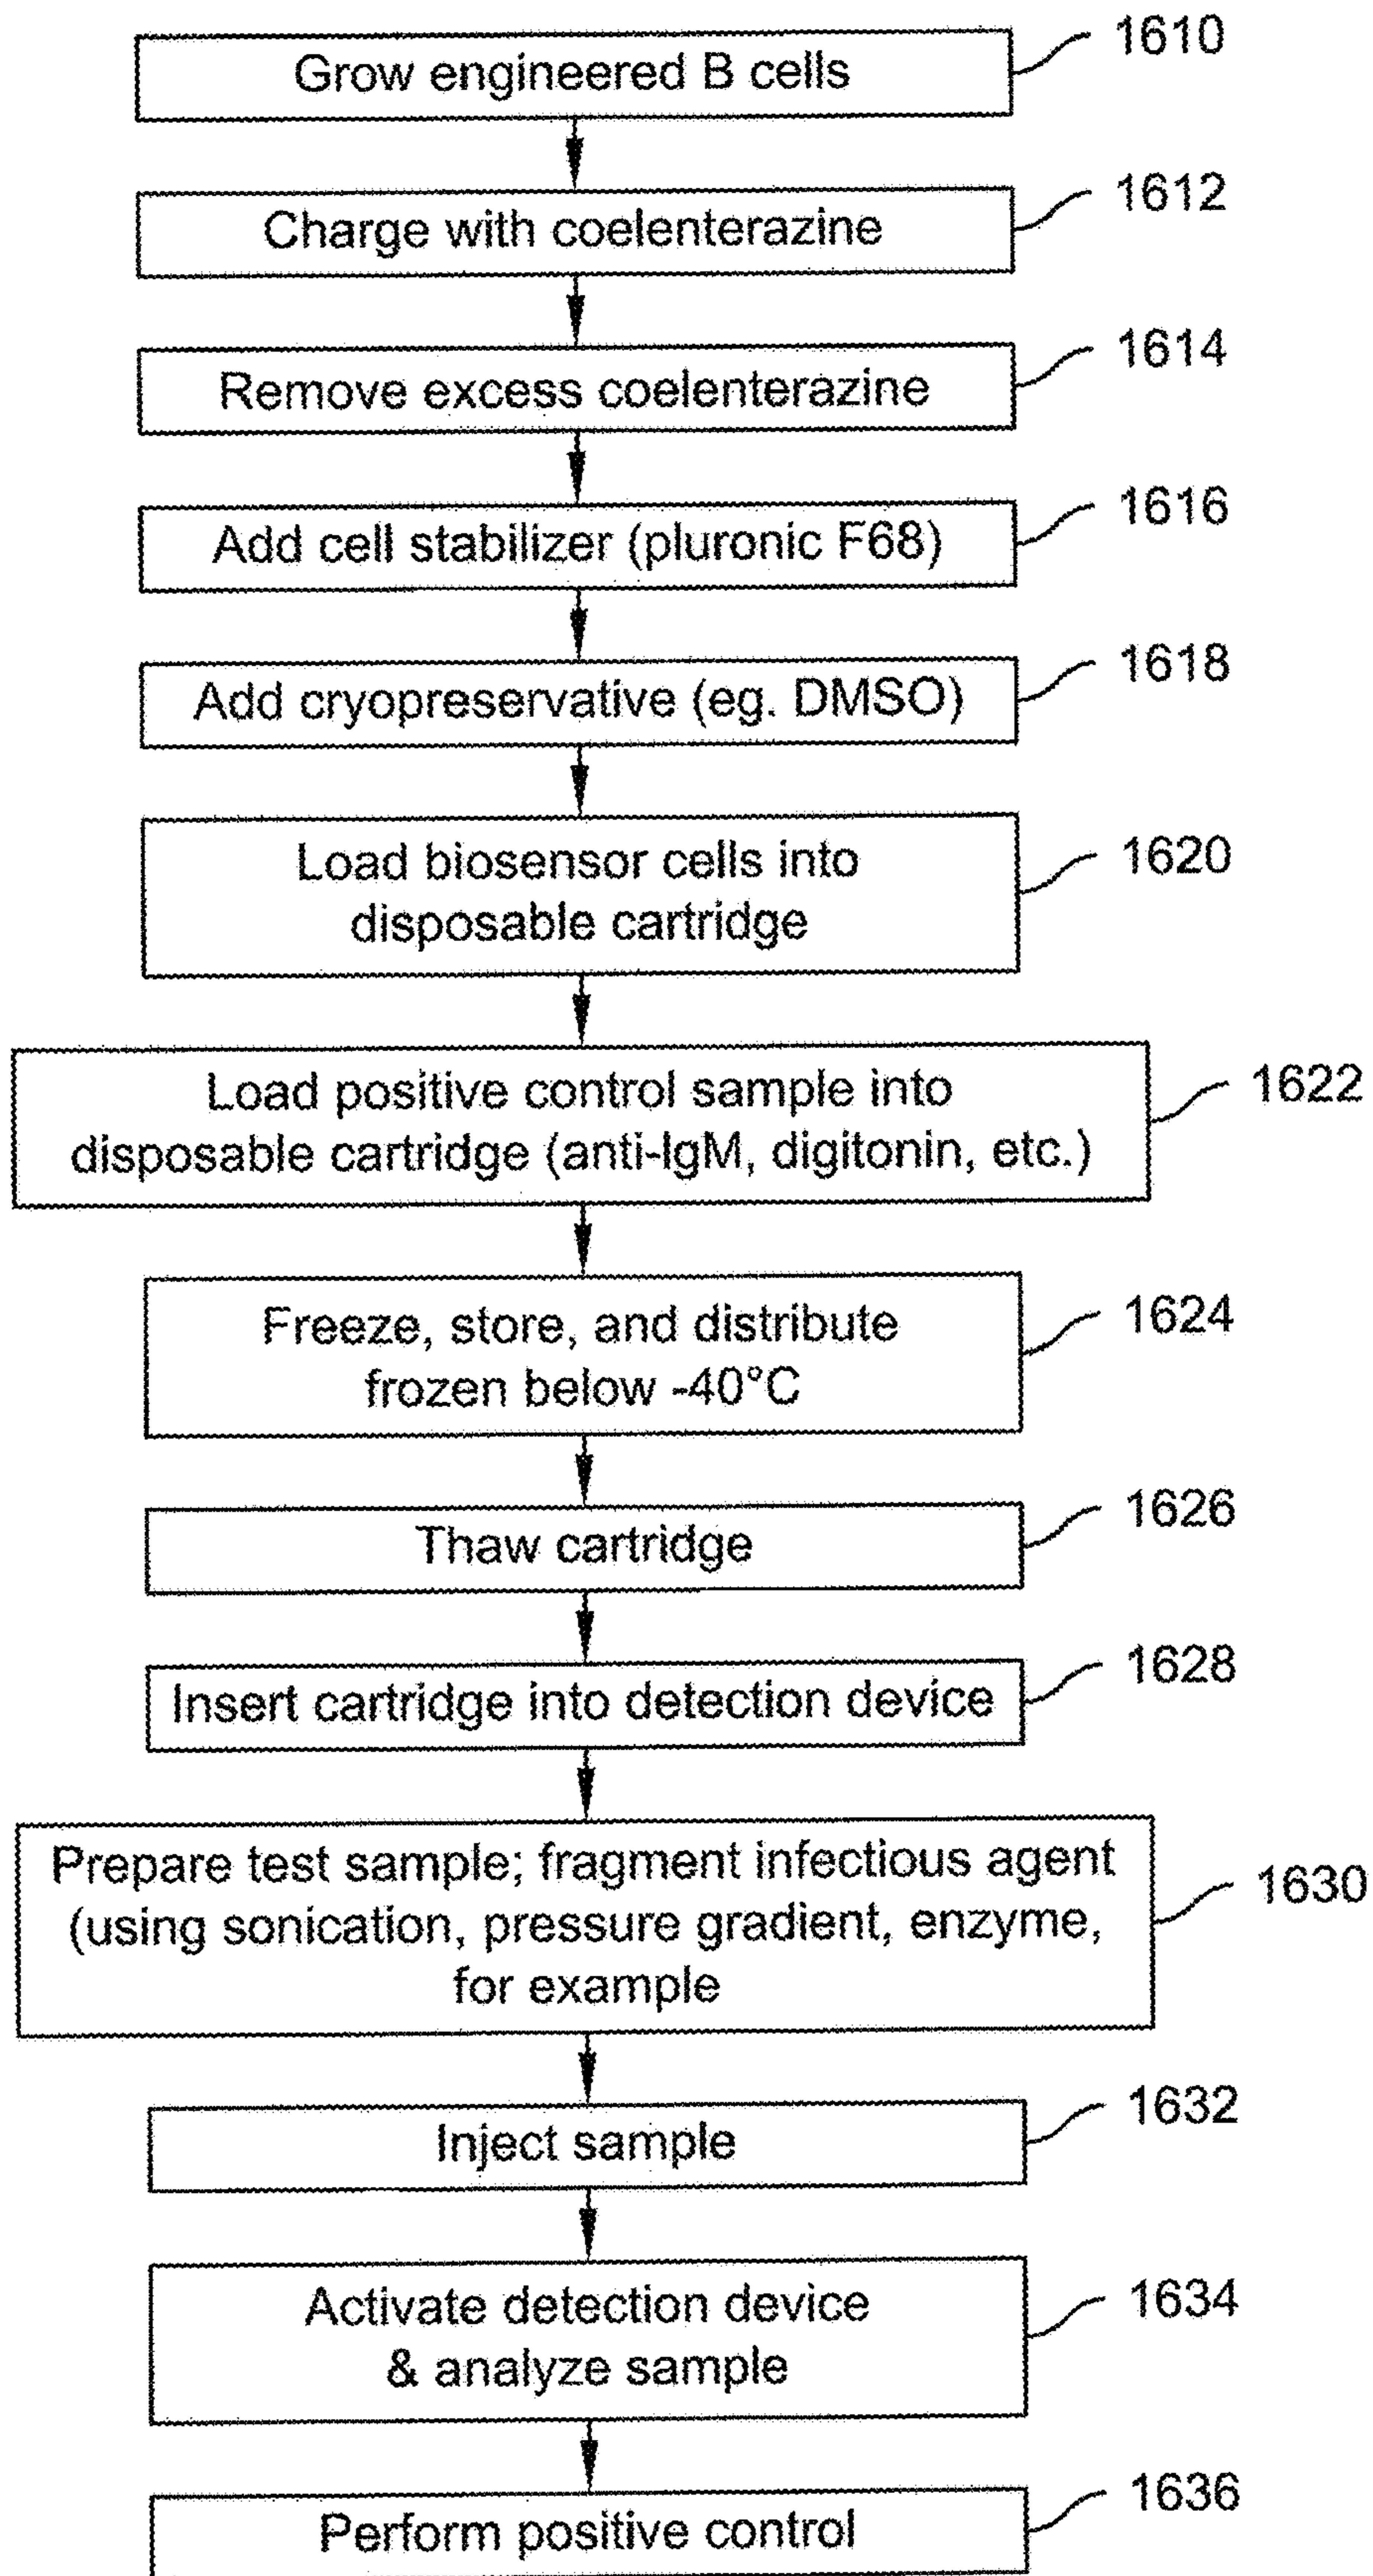 Grow engineered B cells
1610
Charge with coelenterazine
1612
Remove excess coelenterazine
1614
Add cell stabilizer (pluronic F68)
1616
Add cryopreservative (eg. DMSO)
1618
Load biosensor cells into
disposable cartridge
1620
Load positive control sample into
disposable cartridge (anti-IgM, digitonin, etc.)
1622
Freeze, store, and distribute
frozen below -40°C
1624
Thaw cartridge
1626
Insert cartridge into detection device
1628
Prepare test sample; fragment infectious agent
(using sonication, pressure gradient, enzyme,
for example
1630
Inject sample
1632
Activate detection device
& analyze sample
1634
Perform positive control
1636